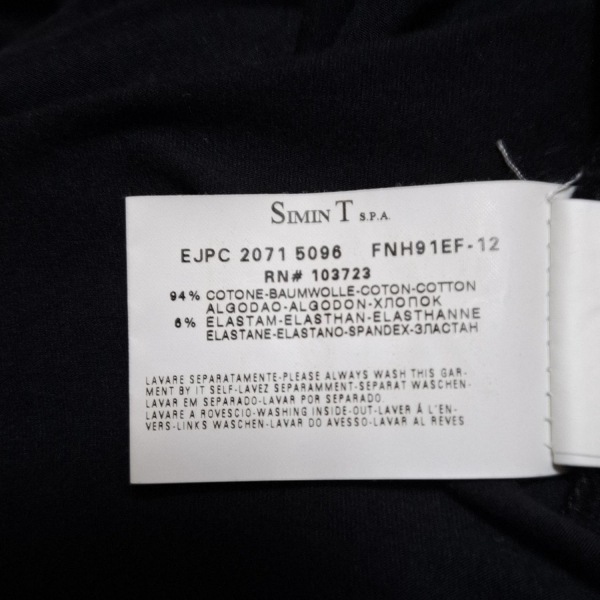 SIMIN T S.P.A.
EJPC 2071 5096 FNH91EF-12
RN# 103723
94% COTONE-BAUMWOLLE-COTON-COTTON
ALGODAO-ALGODON-ХЛОПОК
6% ELASTAM-ELASTHAN-ELASTHANNE
ELASTANE-ELASTANO-SPANDEX-ЭЛАСТАН
LAVARE SEPARATAMENTE-PLEASE ALWAYS WASH THIS GAR-
MENT BY IT SELF-LAVEZ SEPARAMMENT-SEPARAT WASCHEN-
LAVAR EM SEPARADO-LAVAR POR SEPARADO
LAVARE A ROVESCIO-WASHING INSIDE-OUT-LAVER Á L'EN-
VERS-LINKS WASCHEN-LAVAR DO AVESSO-LAVAR AL REVES